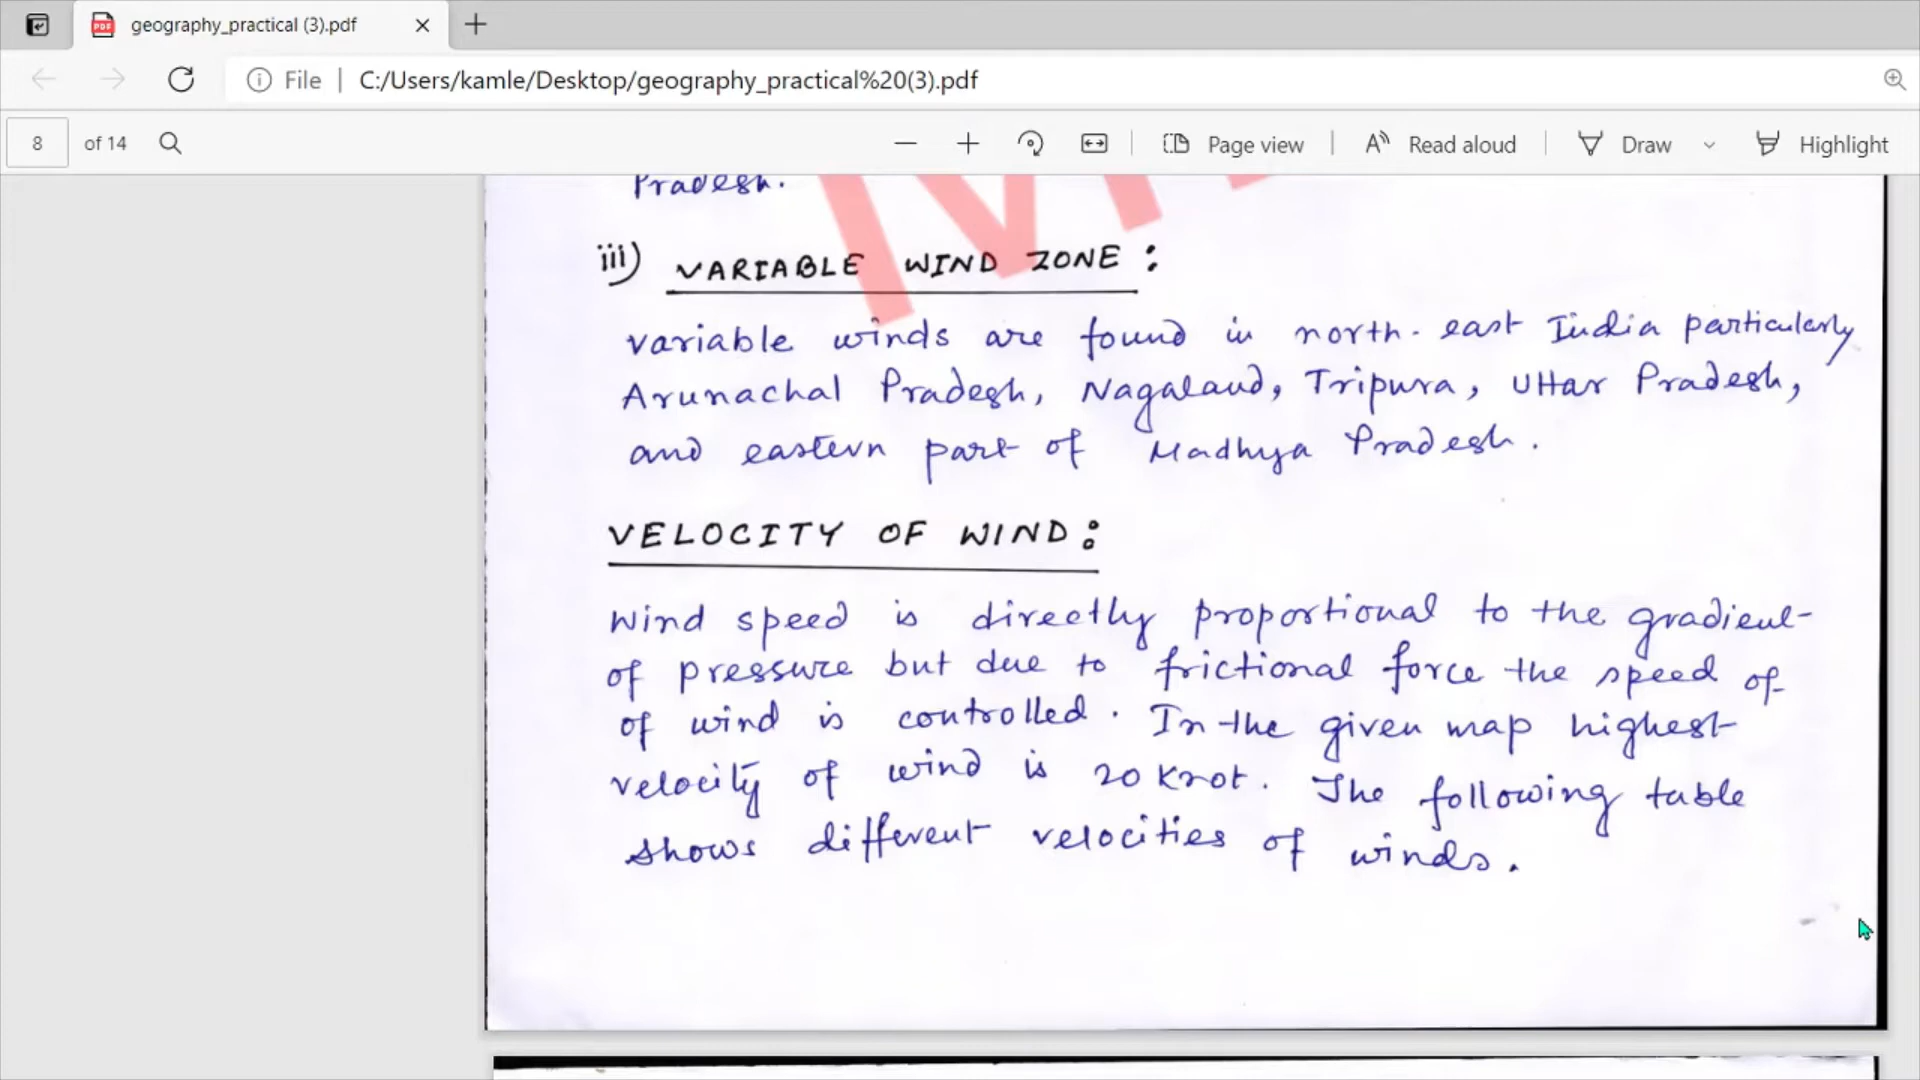 geography_practical (3).pdf
File | C:/Users/kamle/Desktop/geography_practical%20(3).pdf
8 of 14 Page view Read aloud Draw Highlight
Pradesh.
iii) VARIABLE WIND ZONE :
variable winds are found in north-east India particularly
Arunachal Pradesh, Nagaland, Tripura, Uttar Pradesh,
and eastern part of Madhya Pradesh.
VELOCITY OF WIND :
Wind speed is directly proportional to the gradient
of pressure but due to frictional force the speed of
of wind is controlled. In the given map highest
velocity of wind is 20 Knot. The following table
shows different velocities of winds.